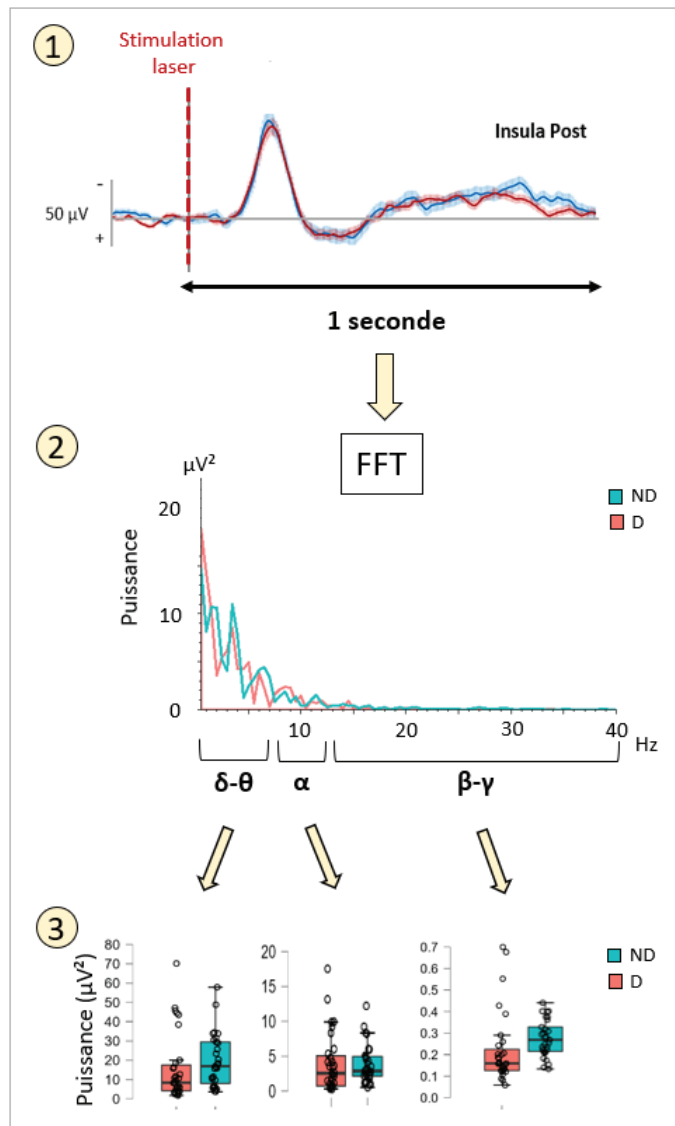 1
Stimulation
laser
Insula Post
-
50 µV
+
1 seconde
2
FFT
µV²
ND
D
Puissance
20
10
0
10 20 30 40
Hz
δ-θ α β-γ
3
ND
D
Puissance (µV²)
80
70
60
50
40
30
20
10
0
20
15
10
5
0
0.7
0.6
0.5
0.4
0.3
0.2
0.1
0.0